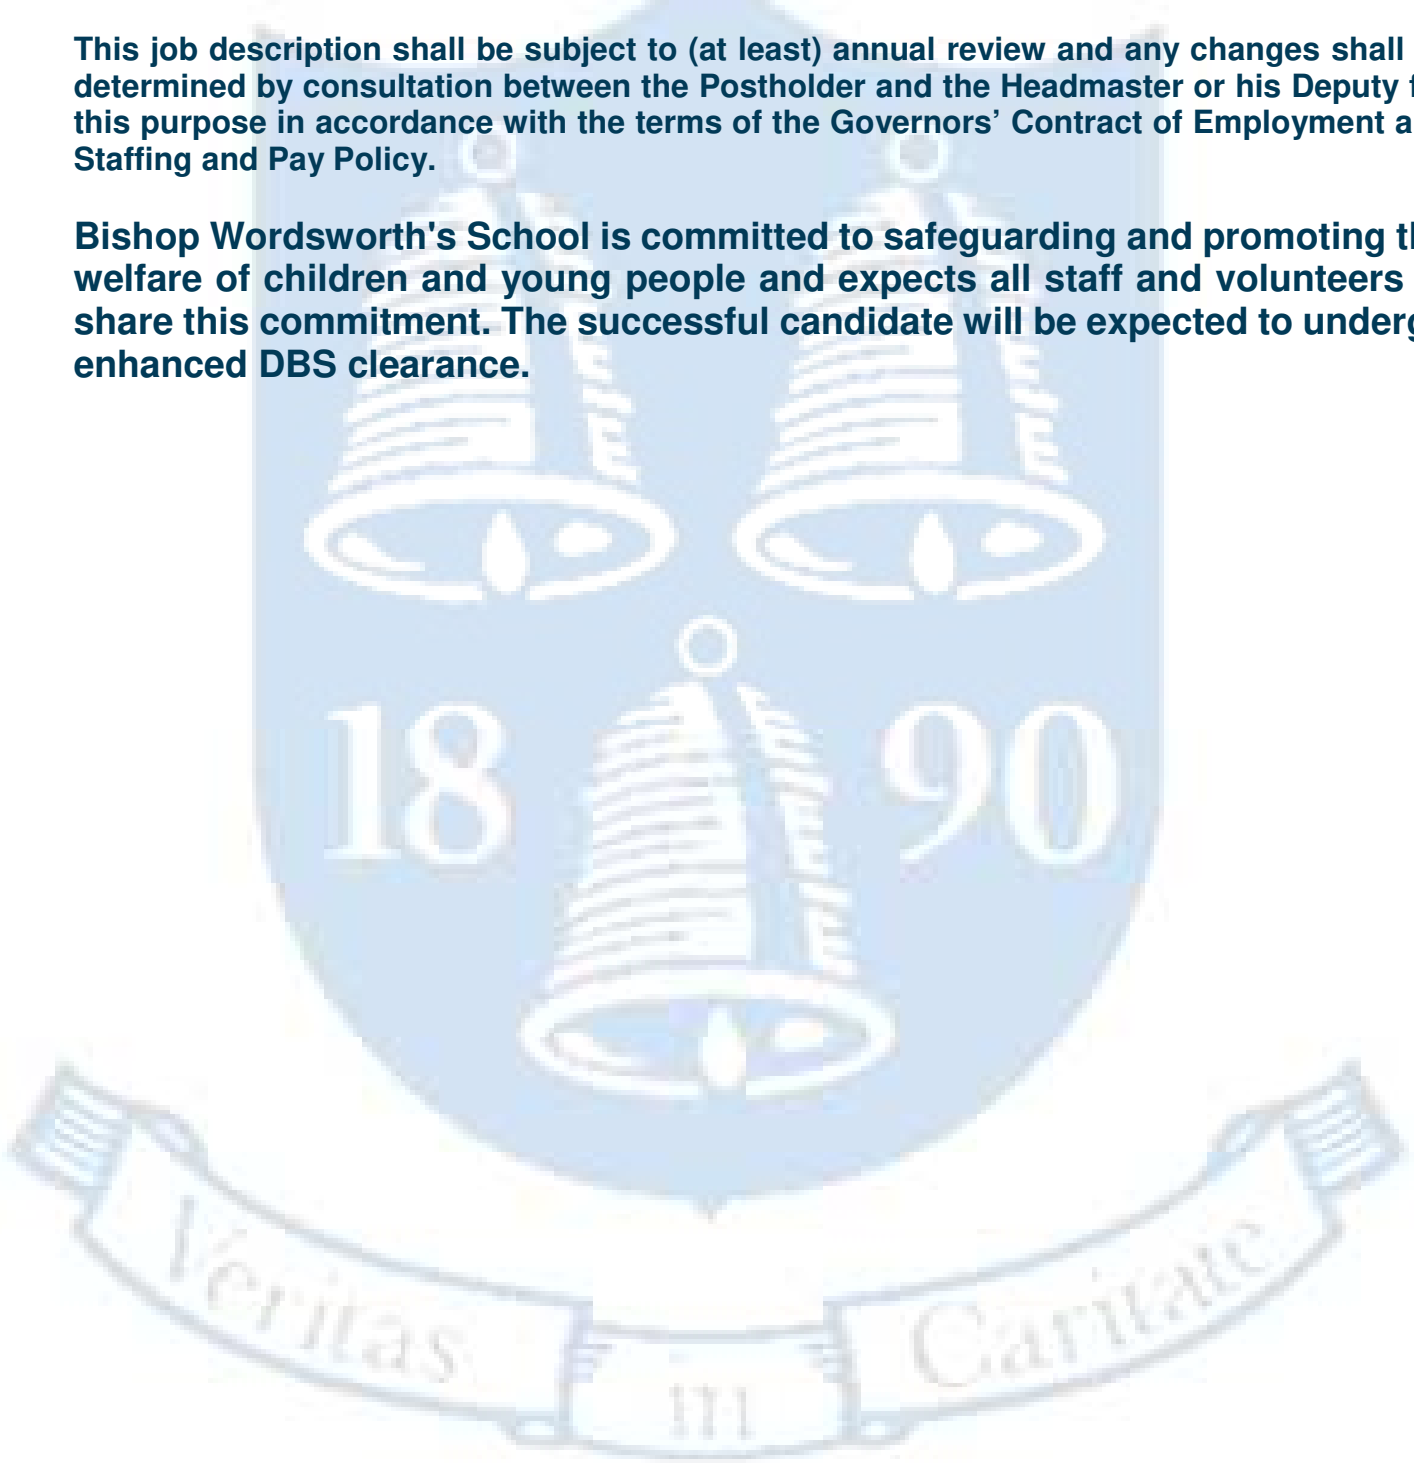 This job description shall be subject to (at least) annual review and any changes shall
determined by consultation between the Postholder and the Headmaster or his Deputy f
this purpose in accordance with the terms of the Governors’ Contract of Employment a
Staffing and Pay Policy.
Bishop Wordsworth's School is committed to safeguarding and promoting th
welfare of children and young people and expects all staff and volunteers
share this commitment. The successful candidate will be expected to underg
enhanced DBS clearance.
18 90
Veritas in Caritate